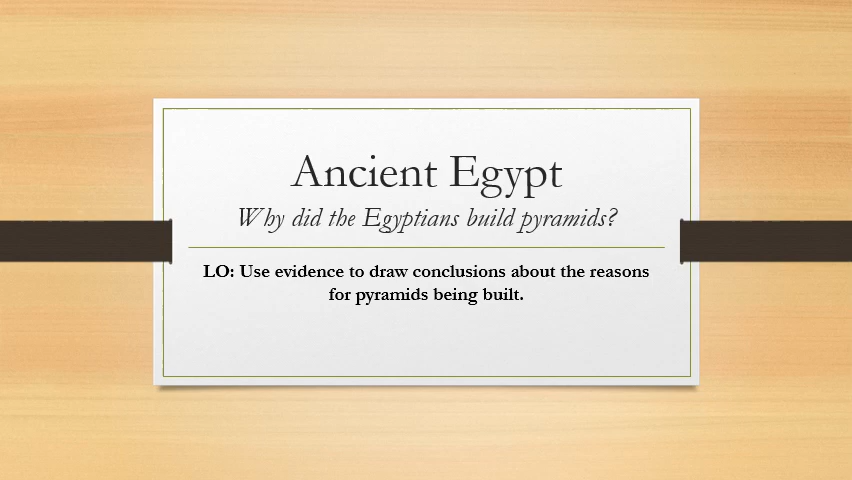 Ancient Egypt
Why did the Egyptians build pyramids?
LO: Use evidence to draw conclusions about the reasons
for pyramids being built.